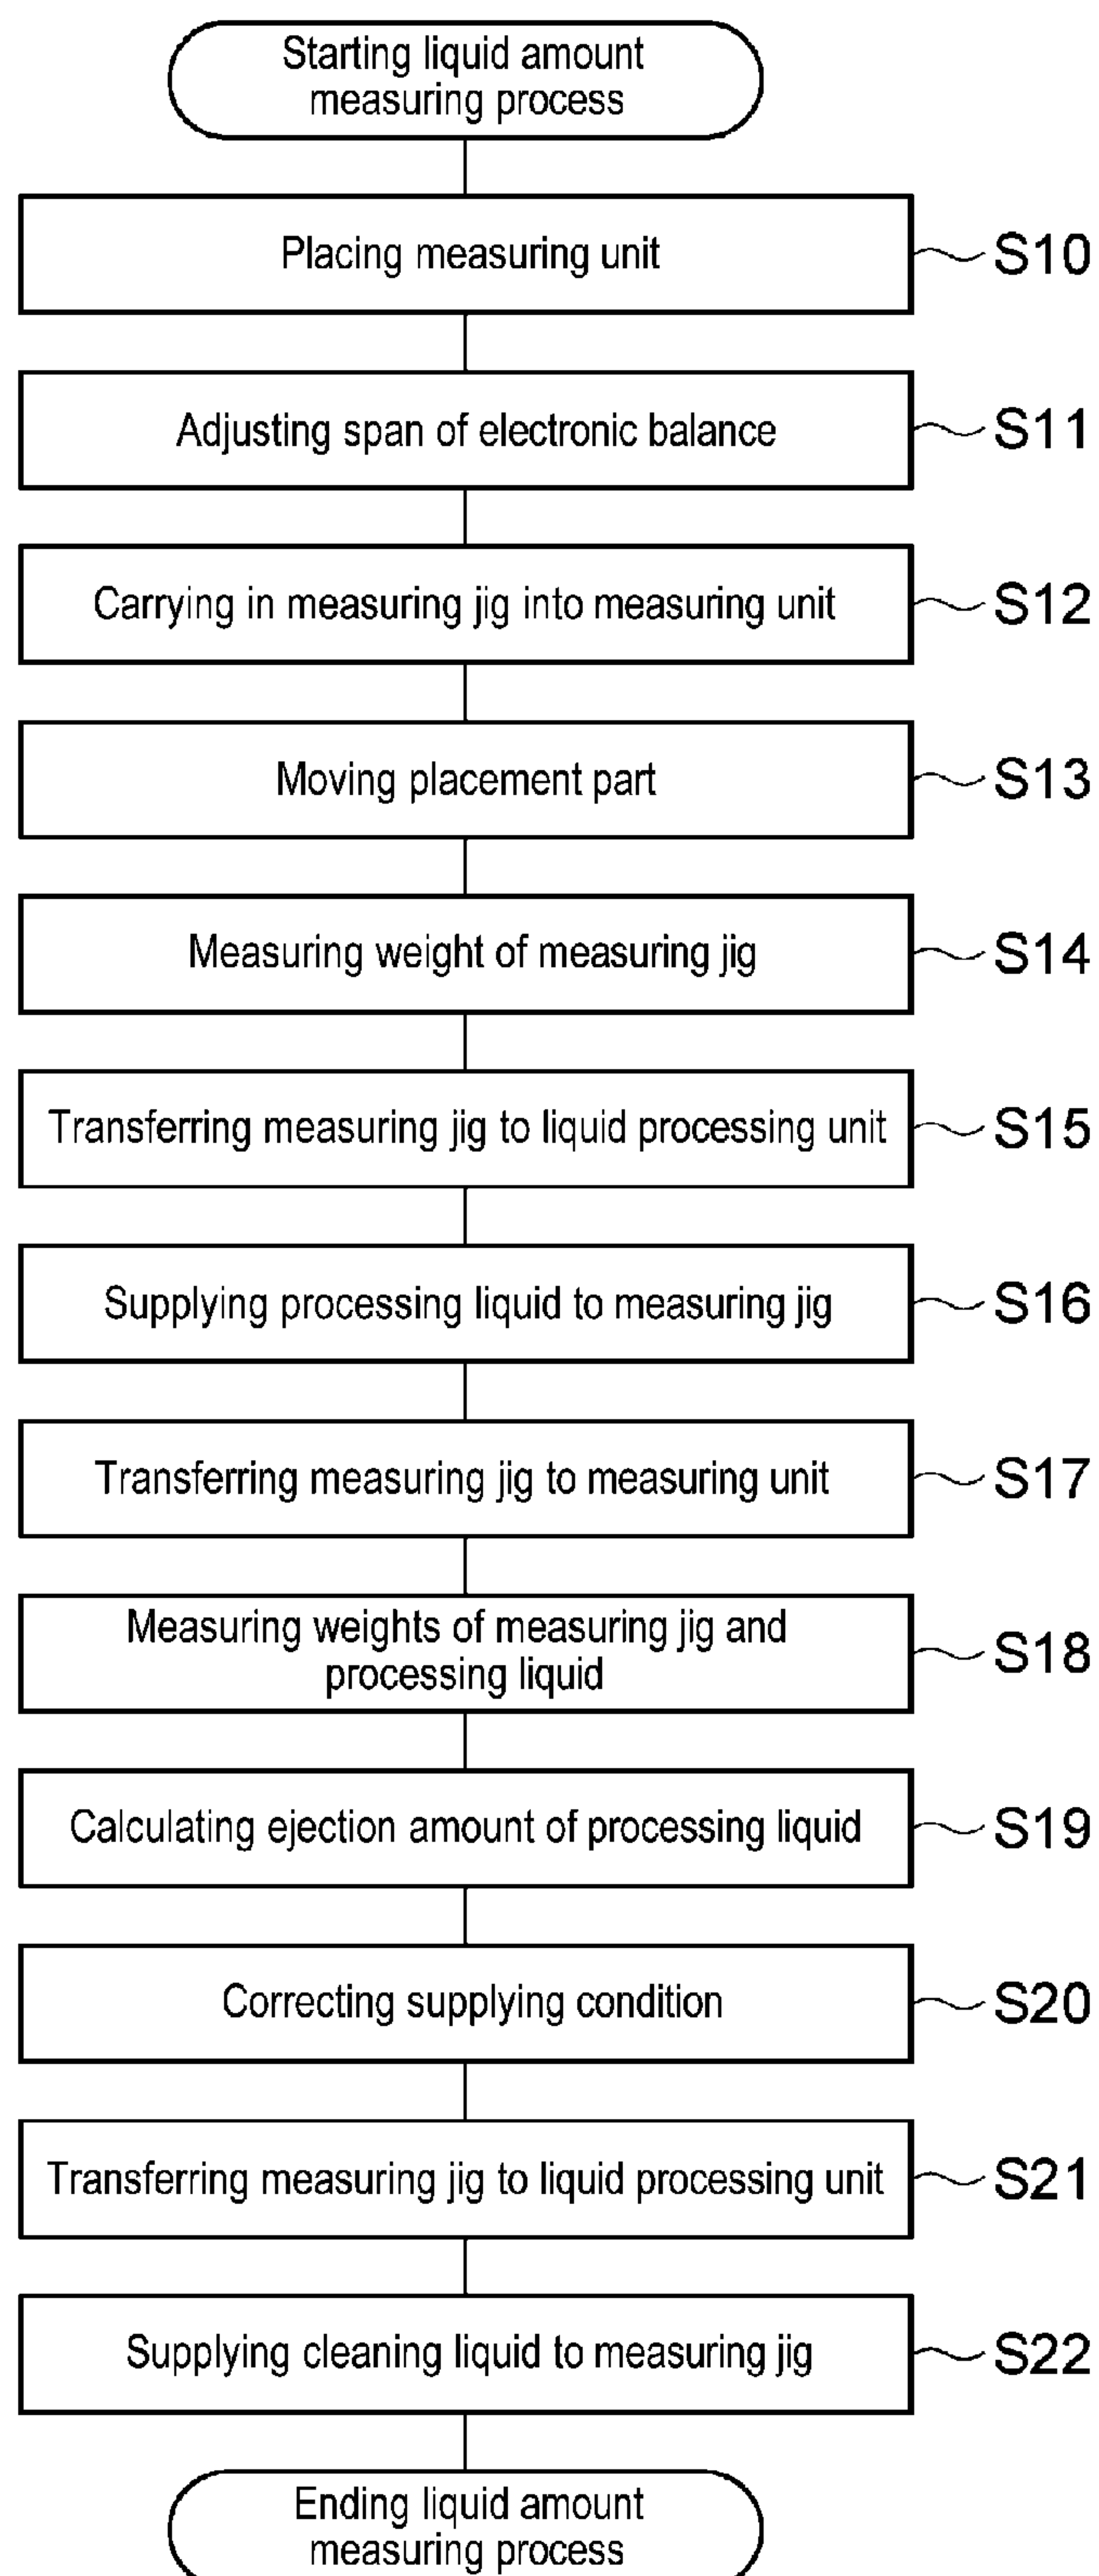 Starting liquid amount
measuring process
Placing measuring unit
S10
Adjusting span of electronic balance
S11
Carrying in measuring jig into measuring unit
S12
Moving placement part
S13
Measuring weight of measuring jig
S14
Transferring measuring jig to liquid processing unit
S15
Supplying processing liquid to measuring jig
S16
Transferring measuring jig to measuring unit
S17
Measuring weights of measuring jig and
processing liquid
S18
Calculating ejection amount of processing liquid
S19
Correcting supplying condition
S20
Transferring measuring jig to liquid processing unit
S21
Supplying cleaning liquid to measuring jig
S22
Ending liquid amount
measuring process